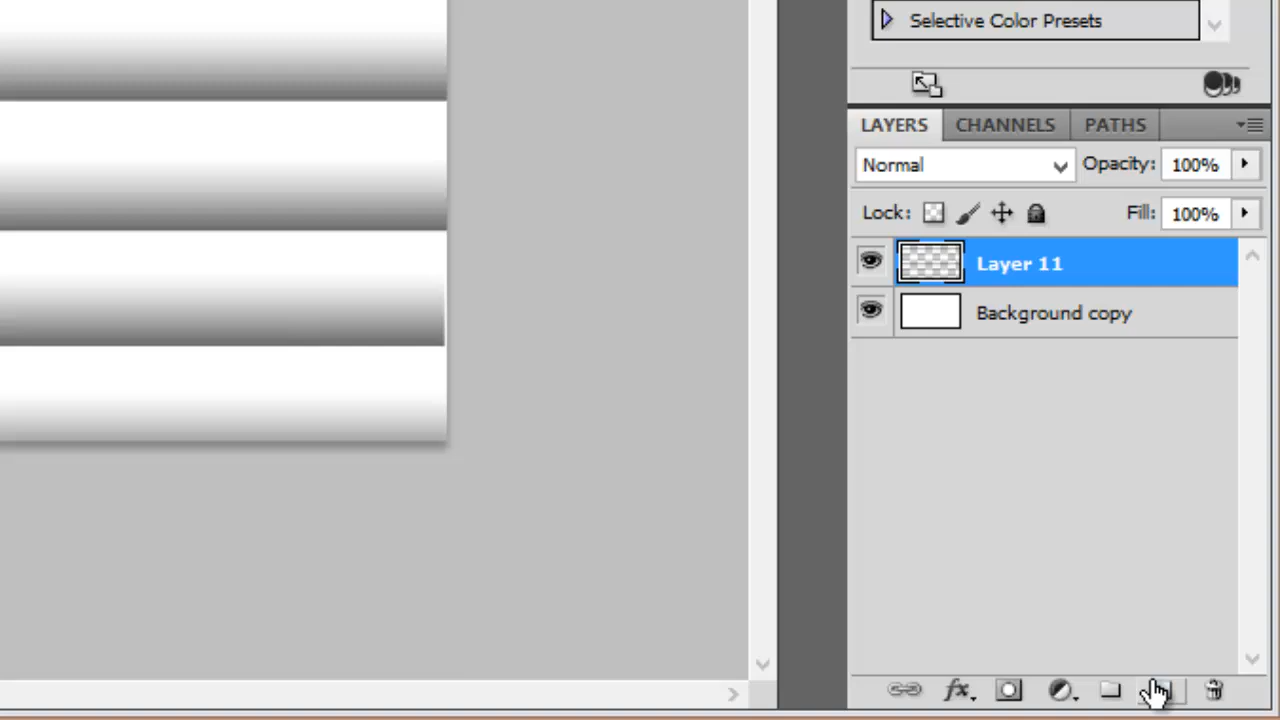 Selective Color Presets
LAYERS CHANNELS PATHS
Normal Opacity: 100%
Lock: Fill: 100%
Layer 11
Background copy
fx